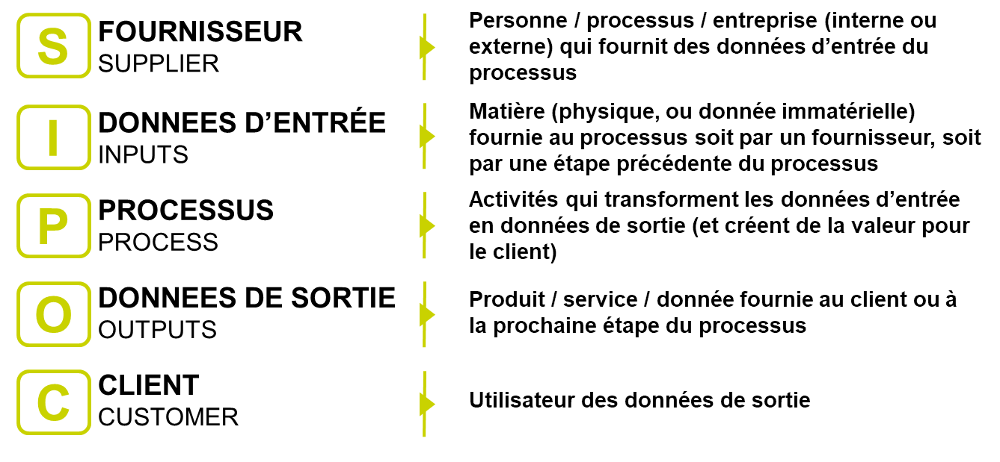 S
FOURNISSEUR
SUPPLIER
Personne / processus / entreprise (interne ou
externe) qui fournit des données d’entrée du
processus
I
DONNEES D’ENTRÉE
INPUTS
Matière (physique, ou donnée immatérielle)
fournie au processus soit par un fournisseur, soit
par une étape précédente du processus
P
PROCESSUS
PROCESS
Activités qui transforment les données d’entrée
en données de sortie (et créent de la valeur pour
le client)
O
DONNEES DE SORTIE
OUTPUTS
Produit / service / donnée fournie au client ou à
la prochaine étape du processus
C
CLIENT
CUSTOMER
Utilisateur des données de sortie